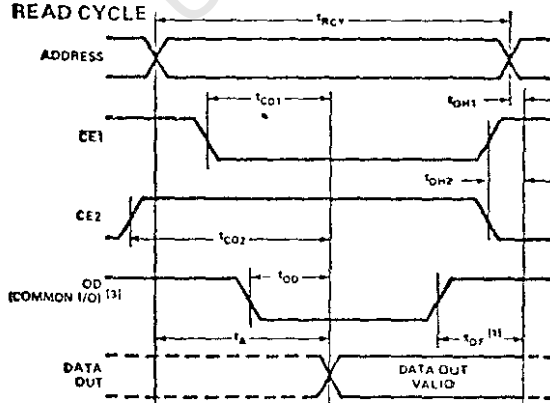 READ CYCLE
tRCY
ADDRESS
tCO1
tOH1
CE1
tOH2
CE2
tCO2
OD
(COMMON I/O) [3]
tOD
tA
tDF [1]
DATA
OUT
DATA OUT
VALID